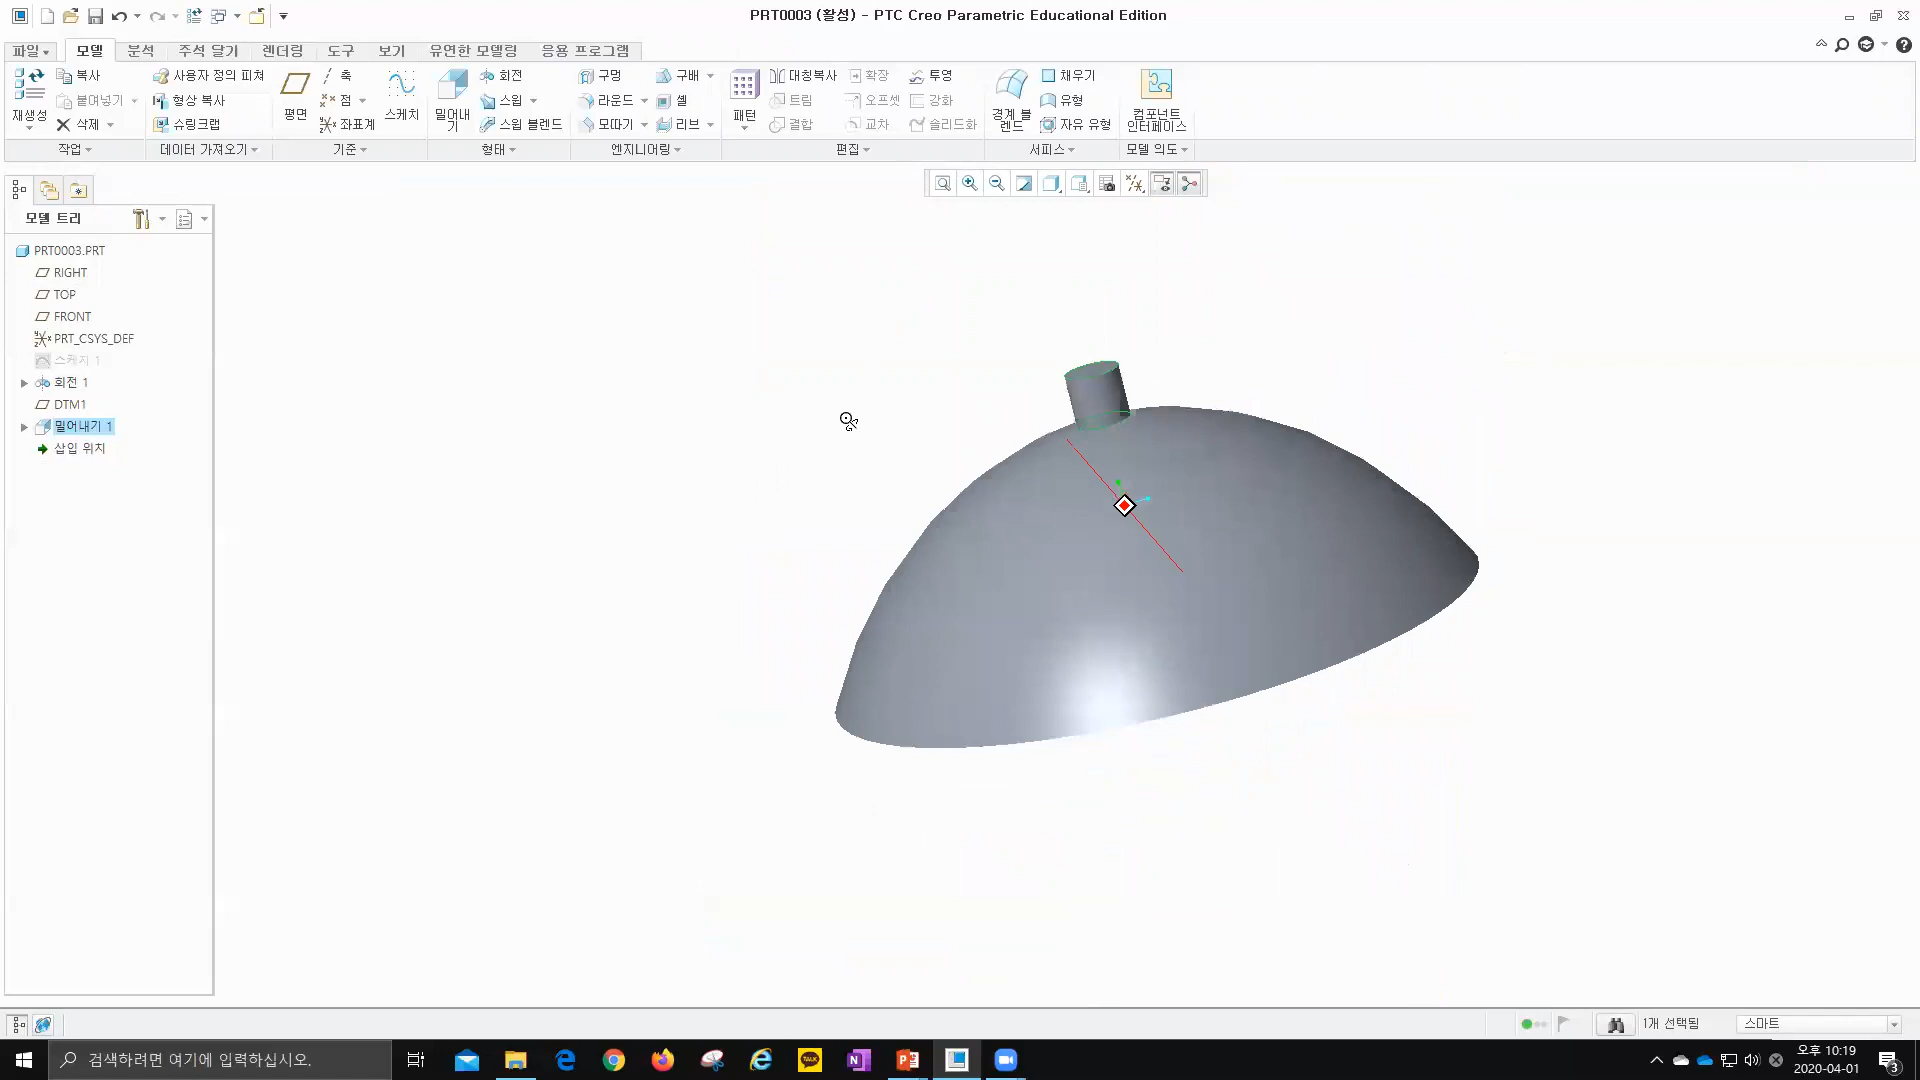 PRT0003 (활성) - PTC Creo Parametric Educational Edition
파일 모델 분석 주석 달기 렌더링 도구 보기 유연한 모델링 응용 프로그램
재생성
복사
붙여넣기
삭제
사용자 정의 피쳐
형상 복사
슈링크랩
평면
축
점
좌표계
스케치
밀어내
기
회전
스윕
스윕 블렌드
구멍
라운드
모따기
구배
셸
리브
패턴
대칭복사
트림
결합
확장
오프셋
교차
투영
강화
솔리드화
경계 블
렌드
채우기
유형
자유 유형
컴포넌트
인터페이스
작업 데이터 가져오기 기준 형태 엔지니어링 편집 서피스 모델 의도
모델 트리
PRT0003.PRT
RIGHT
TOP
FRONT
PRT_CSYS_DEF
스케치 1
회전 1
DTM1
밀어내기 1
삽입 위치
1개 선택됨
스마트
검색하려면 여기에 입력하십시오.
TALK
오후 10:19
2020-04-01
3